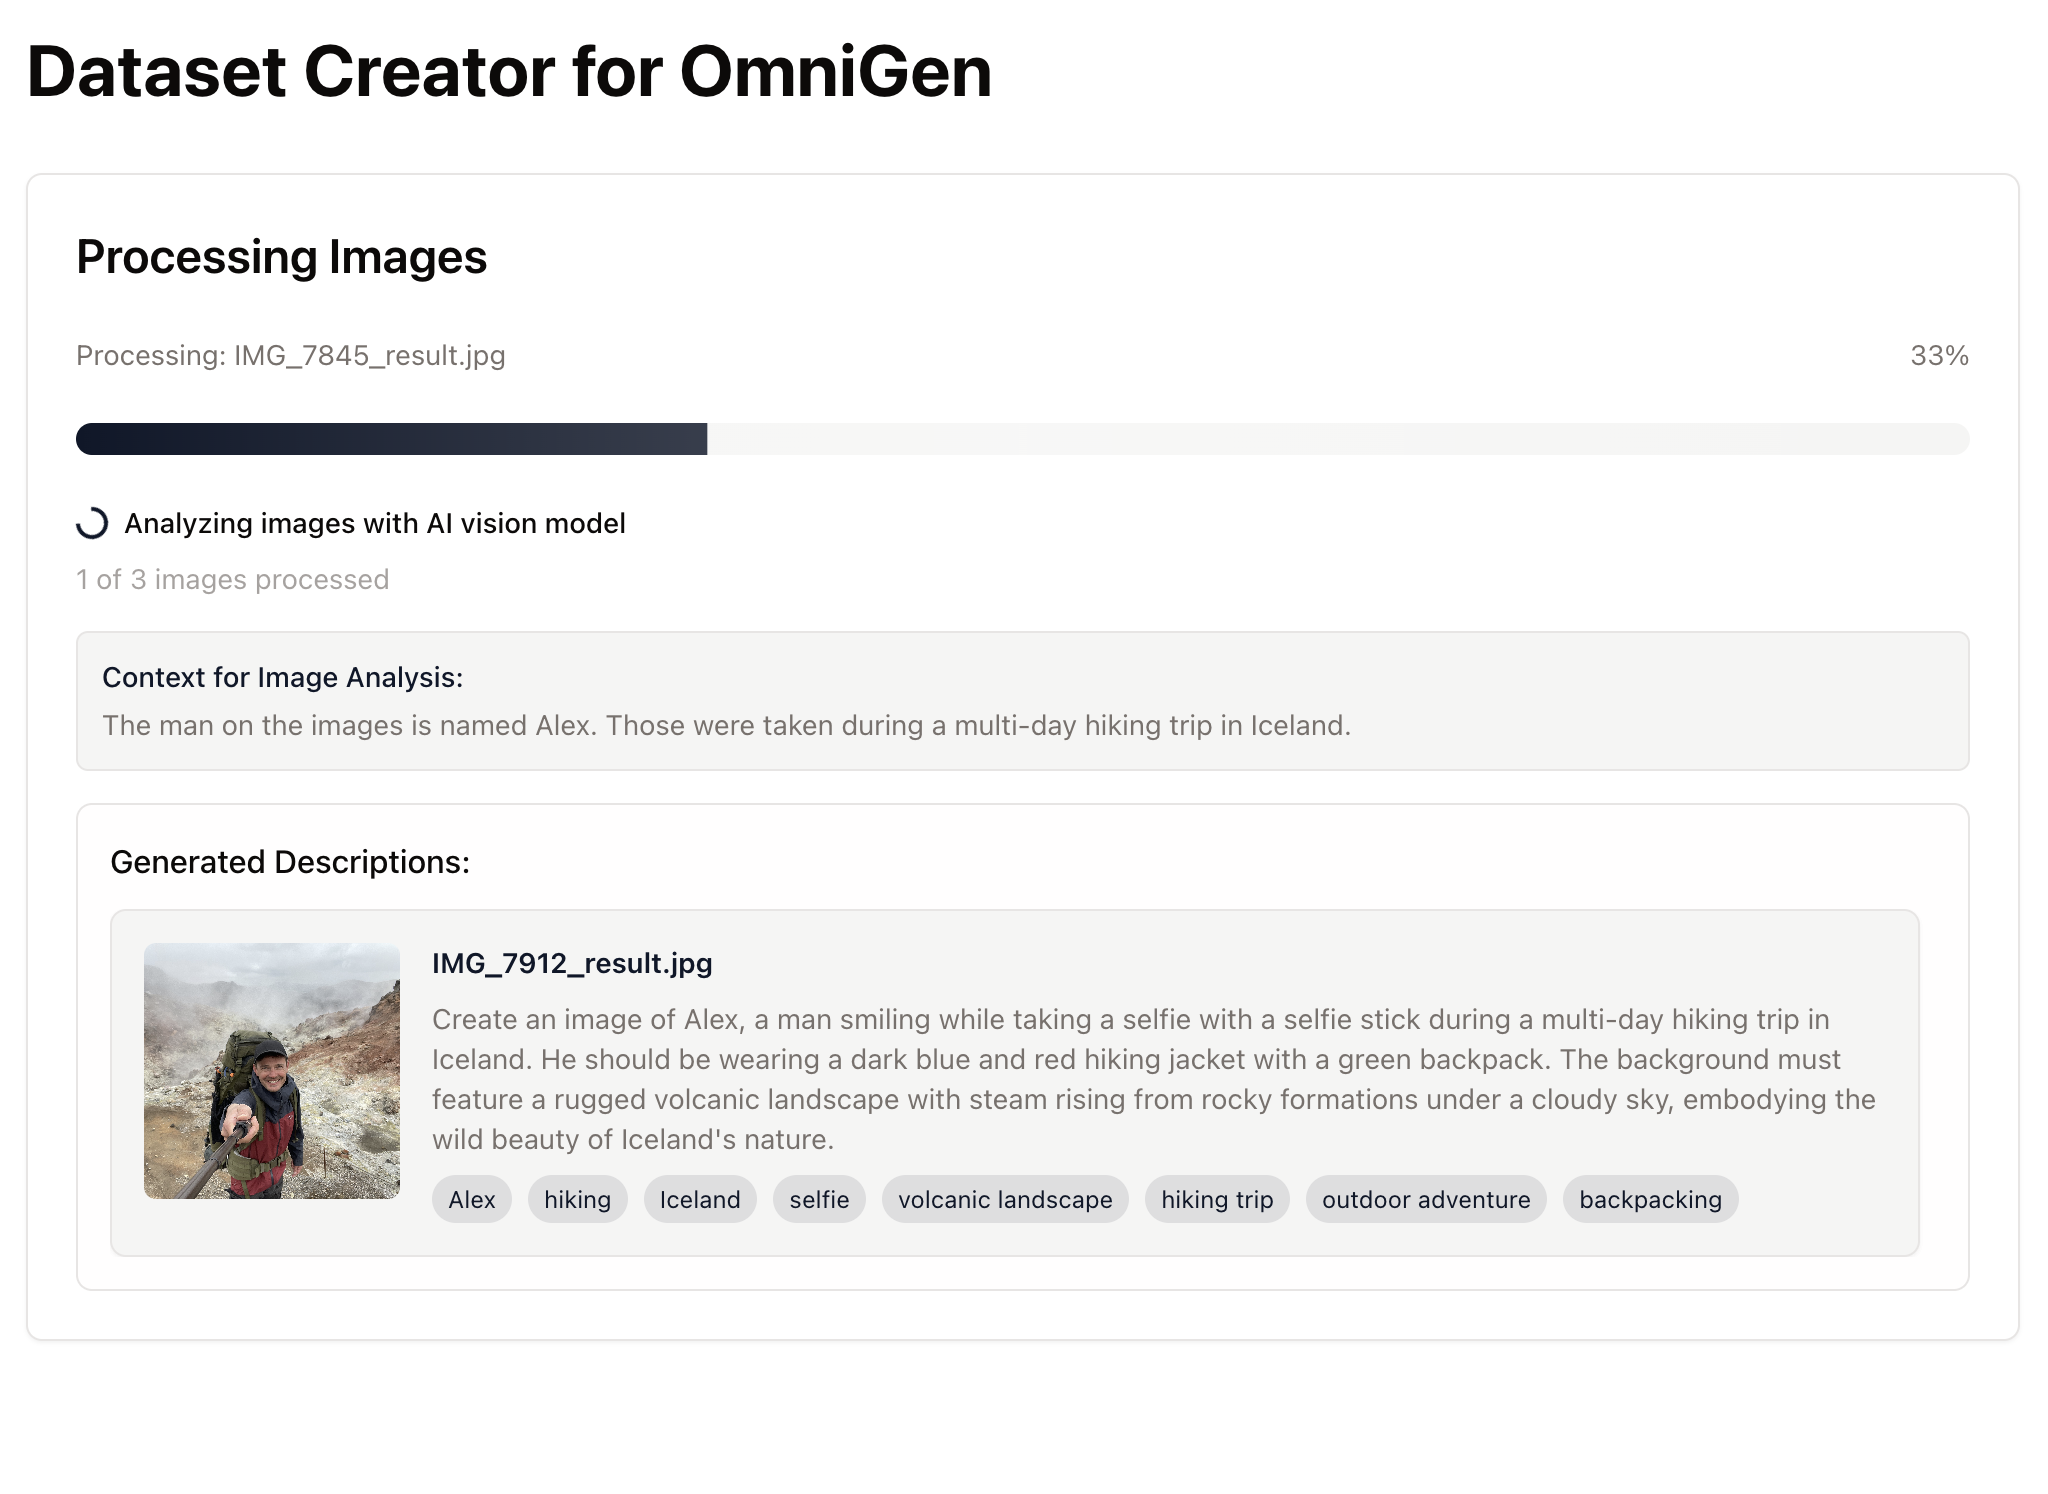 Dataset Creator for OmniGen
Processing Images
Processing: IMG_7845_result.jpg
33%
Analyzing images with AI vision model
1 of 3 images processed
Context for Image Analysis:
The man on the images is named Alex. Those were taken during a multi-day hiking trip in Iceland.
Generated Descriptions:
IMG_7912_result.jpg
Create an image of Alex, a man smiling while taking a selfie with a selfie stick during a multi-day hiking trip in
Iceland. He should be wearing a dark blue and red hiking jacket with a green backpack. The background must
feature a rugged volcanic landscape with steam rising from rocky formations under a cloudy sky, embodying the
wild beauty of Iceland's nature.
Alex hiking Iceland selfie volcanic landscape hiking trip outdoor adventure backpacking